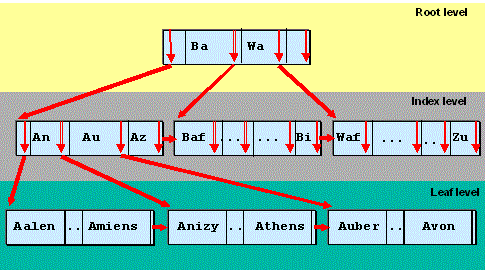 Root level
Ba Wa
Index level
An Au Az Baf ... ... Bi Waf ... ... Zu
Leaf level
Aalen .. Amiens Anizy .. Athens Auber .. Avon